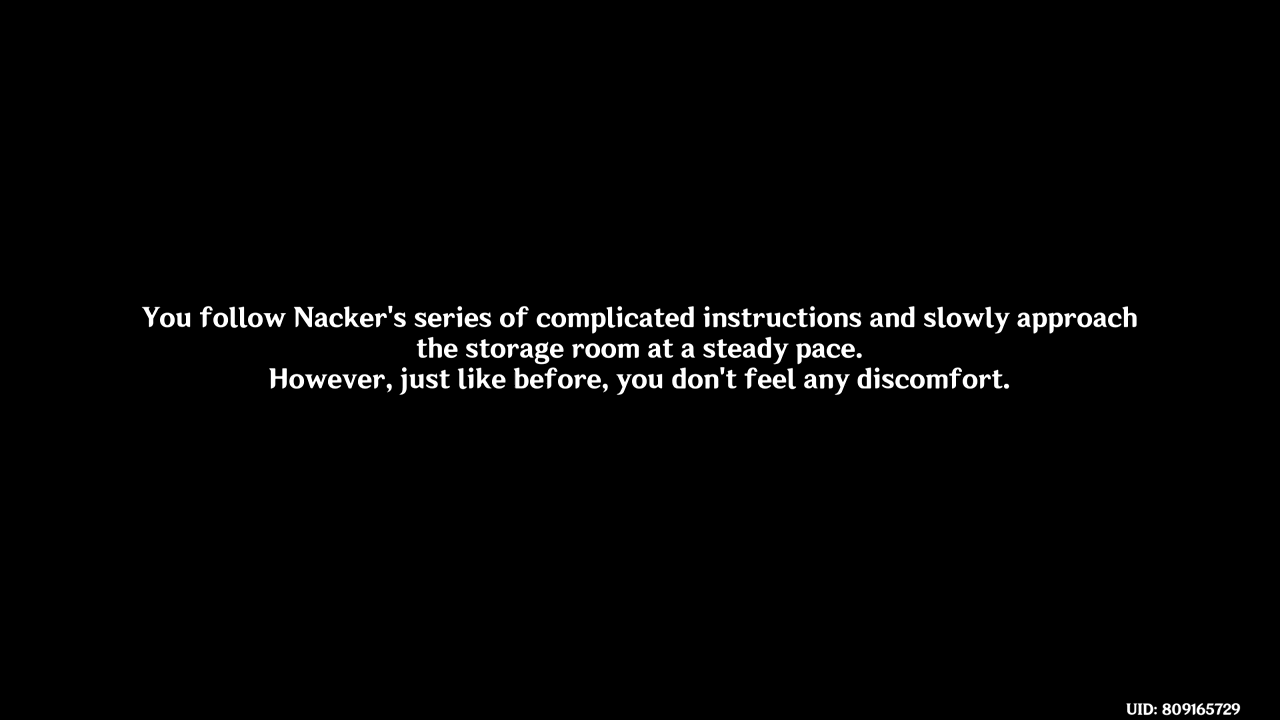 You follow Nacker's series of complicated instructions and slowly approach
the storage room at a steady pace.
However, just like before, you don't feel any discomfort.
UID: 809165729